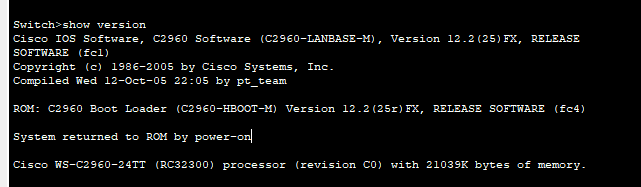 Switch>show version
Cisco IOS Software, C2960 Software (C2960-LANBASE-M), Version 12.2(25)FX, RELEASE
SOFTWARE (fc1)
Copyright (c) 1986-2005 by Cisco Systems, Inc.
Compiled Wed 12-Oct-05 22:05 by pt_team
ROM: C2960 Boot Loader (C2960-HBOOT-M) Version 12.2(25r)FX, RELEASE SOFTWARE (fc4)
System returned to ROM by power-on
Cisco WS-C2960-24TT (RC32300) processor (revision C0) with 21039K bytes of memory.